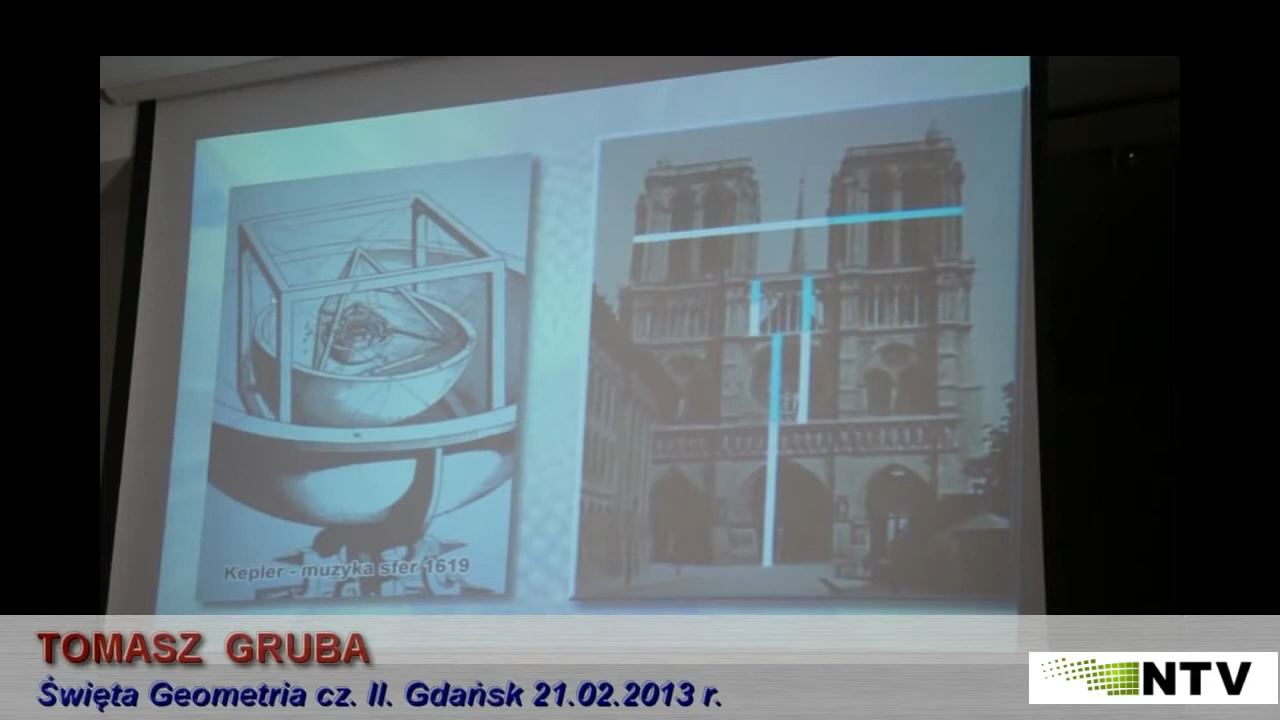 Kepler - muzyka sfer 1619
TOMASZ GRUBA
Święta Geometria cz. II. Gdańsk 21.02.2013 r.
NTV